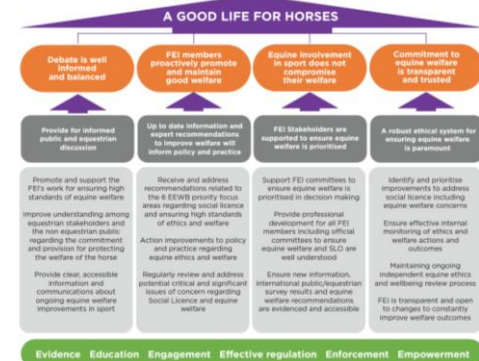 A GOOD LIFE FOR HORSES
Debate is well
informed
and balanced
FEI members
proactively promote
and maintain
good welfare
Equine involvement
in sport does not
compromise
their welfare
Commitment to
equine welfare
is transparent
and trusted
Provide for informed
public and equestrian
discussion
Up to date information and
expert recommendations
to improve welfare will
inform policy and practice
FEI Stakeholders are
supported to ensure equine
welfare is prioritised
A robust ethical system for
ensuring equine welfare is
paramount
Promote and support the
FEI's work for ensuring high
standards of equine welfare
Improve understanding among
equestrian stakeholders and
the non equestrian public
regarding the commitment
and provision for protecting
the welfare of the horse
Provide clear, accessible
information and
communications about
ongoing equine welfare
improvements in sport
Receive and address
recommendations related to
the 6 EEWB priority focus
areas regarding social licence
and ensuring high standards
of ethics and welfare
Action improvements to policy
and practice regarding
equine ethics and welfare
Regularly review and address
potential critical and significant
issues of concern regarding
Social Licence and equine
welfare
Support FEI committees to
ensure equine welfare is
prioritised in decision making
Provide professional
development for all FEI
members including official
committees to ensure
equine welfare and SLO are
well understood
Ensure new information,
international public/equestrian
survey results and equine
welfare recommendations
are evidenced and accessible
Identify and prioritise
improvements to address
social licence including
equine welfare concerns
Ensure effective internal
monitoring of ethics and
welfare actions and
outcomes
Maintaining ongoing
independent equine ethics
and wellbeing review process
FEI is transparent and open
to changes to constantly
improve welfare outcomes
Evidence Education Engagement Effective regulation Enforcement Empowerment